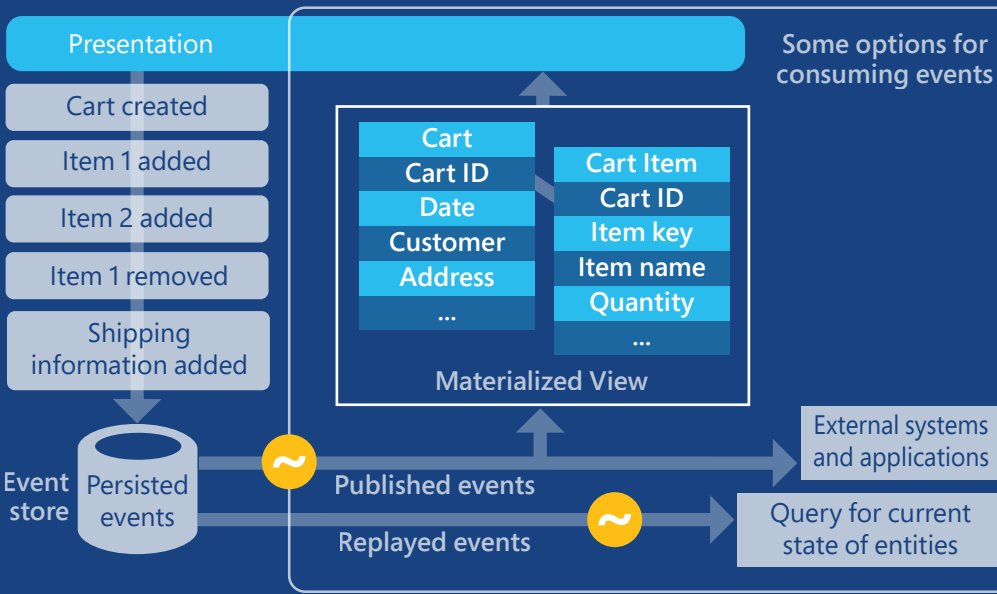 Presentation
Some options for
consuming events
Cart created
Item 1 added
Item 2 added
Item 1 removed
Shipping
information added
Cart
Cart ID
Date
Customer
Address
...
Cart Item
Cart ID
Item key
Item name
Quantity
...
Materialized View
Event
store
Persisted
events
~
Published events
External systems
and applications
~
Replayed events
Query for current
state of entities